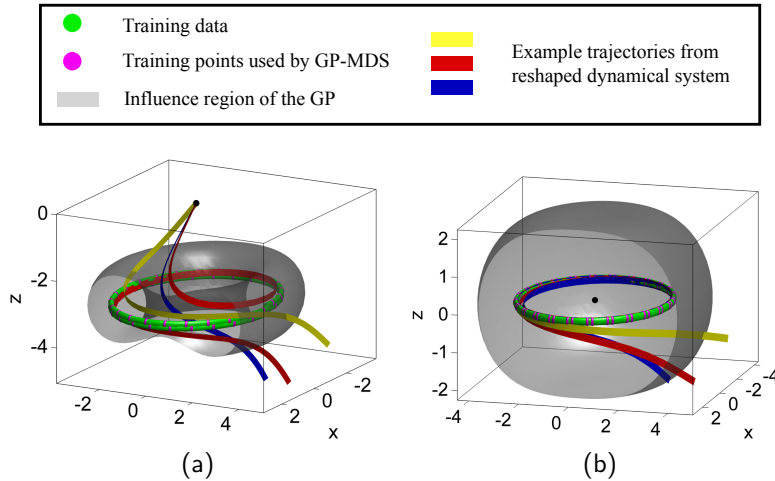 Training data
Training points used by GP-MDS
Influence region of the GP
Example trajectories from
reshaped dynamical system
0
-2
-4
z
-2
0
2
4
x
-2
0
2
(a)
2
1
0
-1
-2
z
-4
-2
0
2
4
x
-4
-2
0
2
(b)